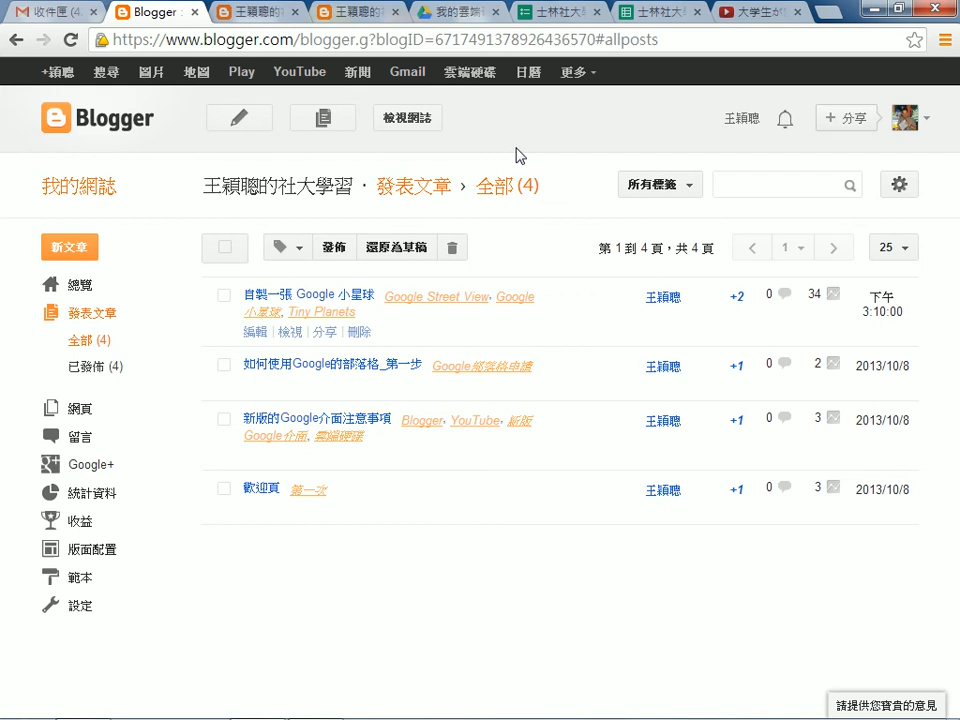 收件匣 (4
Blogger :
王穎聰的
王穎聰的
我的雲端
士林社大
士林社大
大学生が
https://www.blogger.com/blogger.g?blogID=6717491378926436570#allposts
+穎聰 搜尋 圖片 地圖 Play YouTube 新聞 Gmail 雲端硬碟 日曆 更多
Blogger
檢視網誌
王穎聰
+ 分享
我的網誌
王穎聰的社大學習 · 發表文章 › 全部 (4)
所有標籤
新文章
發佈
還原為草稿
第 1 到 4 頁，共 4 頁
1
25
總覽
發表文章
全部 (4)
已發佈 (4)
網頁
留言
Google+
統計資料
收益
版面配置
範本
設定
自製一張 Google 小星球 Google Street View, Google
小星球, Tiny Planets
編輯 | 檢視 | 分享 | 刪除
王穎聰 +2 0 34 下午
3:10:00
如何使用Google的部落格_第一步 Google部落格申請 王穎聰 +1 0 2 2013/10/8
新版的Google介面注意事項 Blogger, YouTube, 新版
Google介面, 雲端硬碟
王穎聰 +1 0 3 2013/10/8
歡迎頁 第一次 王穎聰 +1 0 3 2013/10/8
請提供您寶貴的意見